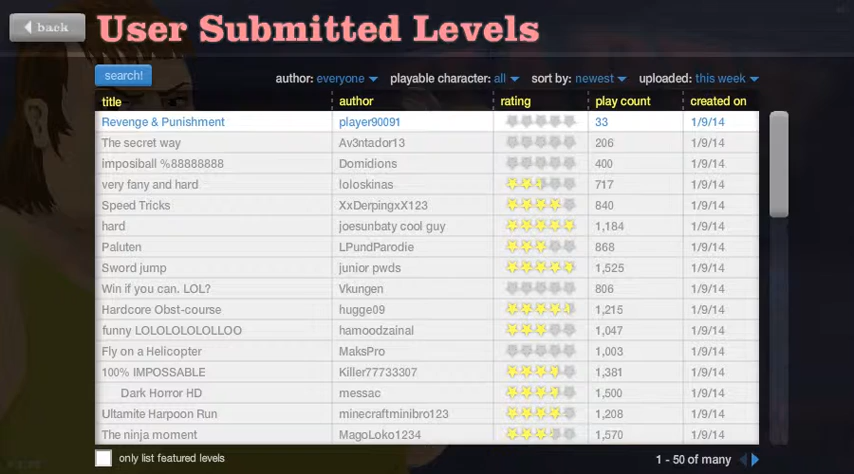 back
User Submitted Levels
search!
author: everyone playable character: all sort by: newest uploaded: this week
title author rating play count created on
Revenge & Punishment player90091 33 1/9/14
The secret way Av3ntador13 206 1/9/14
imposiball %88888888 Domidions 400 1/9/14
very fany and hard loloskinas 717 1/9/14
Speed Tricks XxDerpingxX123 840 1/9/14
hard joesunbaty cool guy 1,184 1/9/14
Paluten LPundParodie 868 1/9/14
Sword jump junior pwds 1,525 1/9/14
Win if you can. LOL? Vkungen 806 1/9/14
Hardcore Obst-course hugge09 1,215 1/9/14
funny LOLOLOLOLOLLOO hamoodzainal 1,047 1/9/14
Fly on a Helicopter MaksPro 1,003 1/9/14
100% IMPOSSABLE Killer77733307 1,381 1/9/14
Dark Horror HD messac 1,500 1/9/14
Ultamite Harpoon Run minecraftminibro123 1,208 1/9/14
The ninja moment MagoLoko1234 1,570 1/9/14
only list featured levels 1 - 50 of many